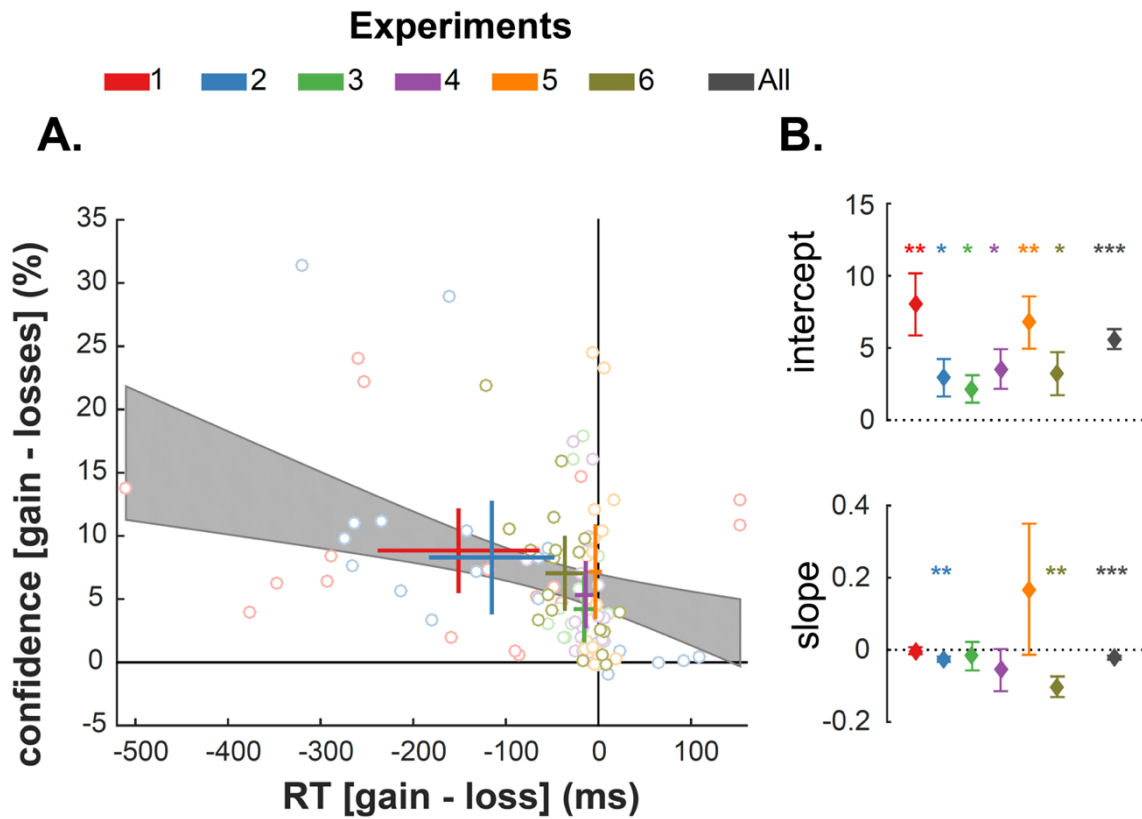 Experiments
1 2 3 4 5 6 All
A.
B.
confidence [gain - losses] (%)
35
30
25
20
15
10
5
0
-5
-500 -400 -300 -200 -100 0 100
RT [gain - loss] (ms)
intercept
15
10
5
0
** * * * ** * ***
slope
0.4
0.2
0
-0.2
** ** ***